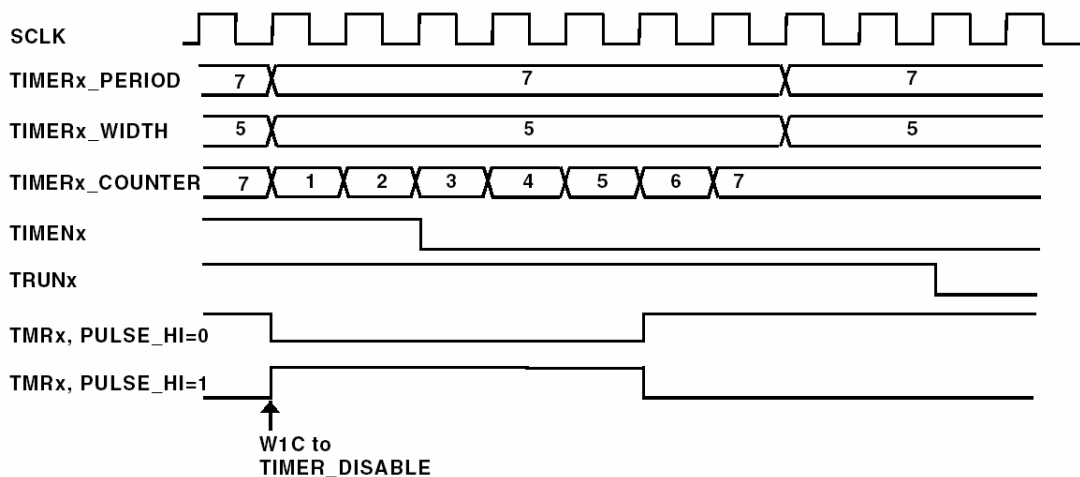 SCLK
TIMERx_PERIOD 7 7 7
TIMERx_WIDTH 5 5 5
TIMERx_COUNTER 7 1 2 3 4 5 6 7
TIMENx
TRUNx
TMRx, PULSE_HI=0
TMRx, PULSE_HI=1
W1C to
TIMER_DISABLE